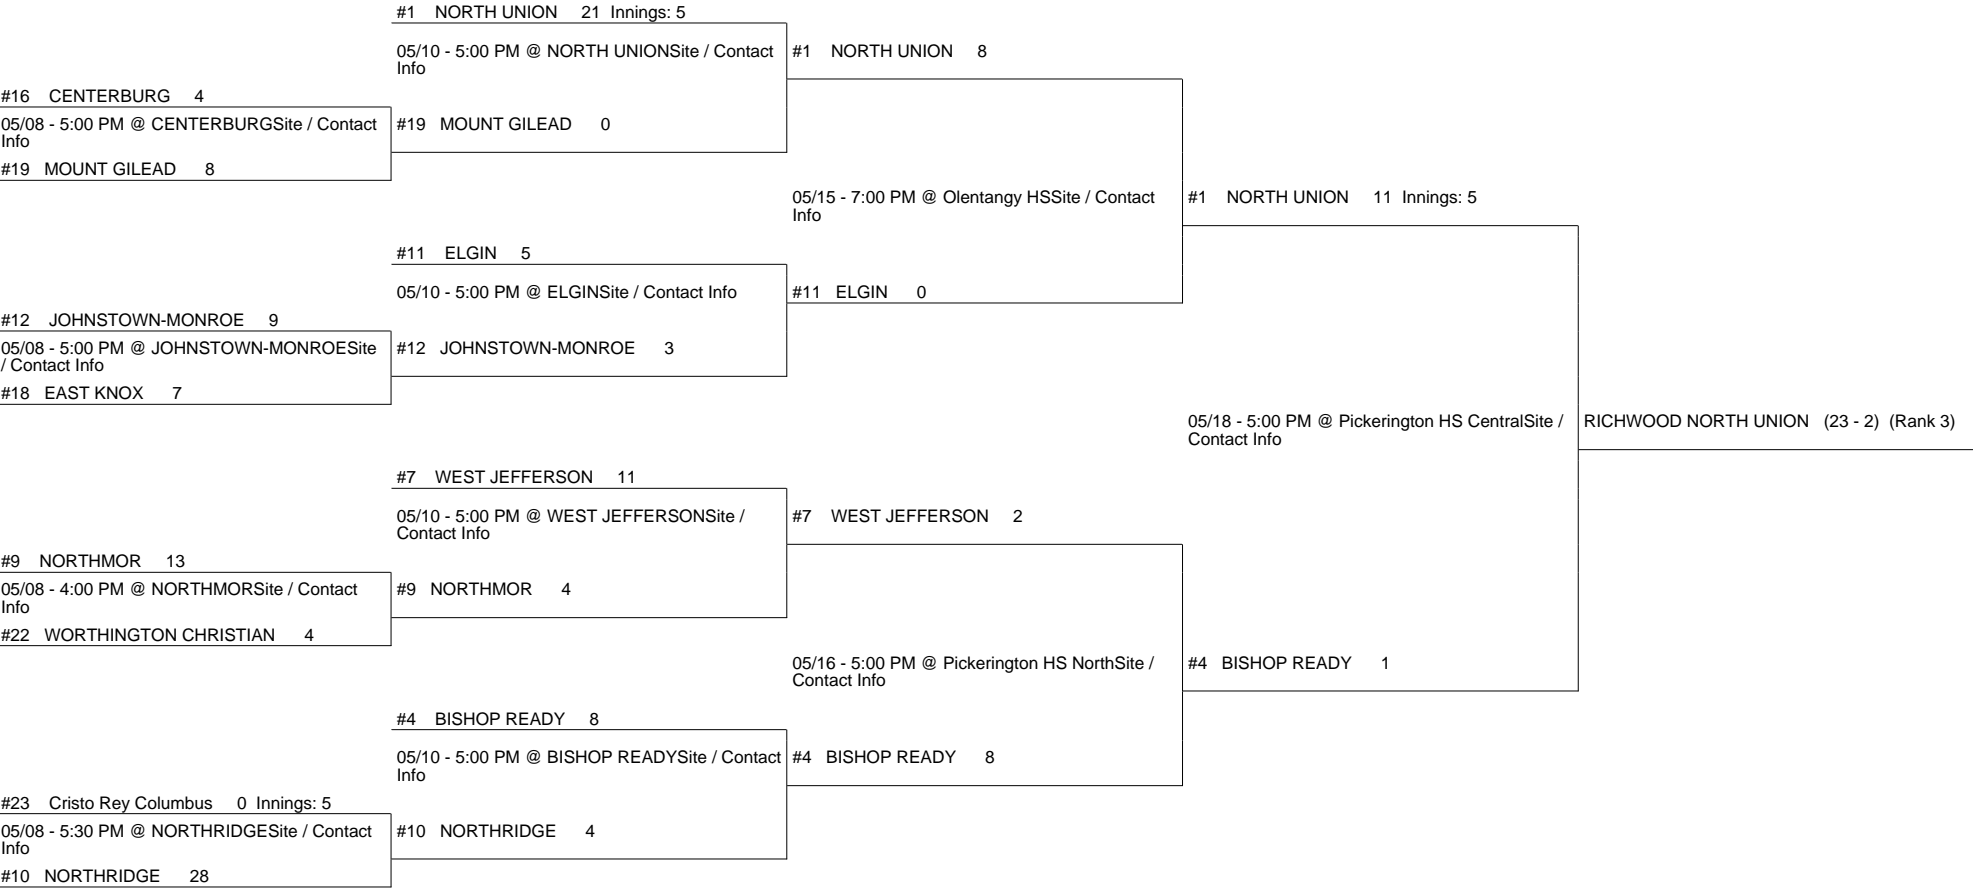 #1 NORTH UNION 21 Innings: 5
05/10 - 5:00 PM @ NORTH UNIONSite / Contact
Info
#1 NORTH UNION 8
#16 CENTERBURG 4
05/08 - 5:00 PM @ CENTERBURGSite / Contact
Info
#19 MOUNT GILEAD 0
#19 MOUNT GILEAD 8
05/15 - 7:00 PM @ Olentangy HSSite / Contact
Info
#1 NORTH UNION 11 Innings: 5
#11 ELGIN 5
05/10 - 5:00 PM @ ELGINSite / Contact Info
#11 ELGIN 0
#12 JOHNSTOWN-MONROE 9
05/08 - 5:00 PM @ JOHNSTOWN-MONROESite
/ Contact Info
#12 JOHNSTOWN-MONROE 3
#18 EAST KNOX 7
05/18 - 5:00 PM @ Pickerington HS CentralSite /
Contact Info
RICHWOOD NORTH UNION (23 - 2) (Rank 3)
#7 WEST JEFFERSON 11
05/10 - 5:00 PM @ WEST JEFFERSONSite /
Contact Info
#7 WEST JEFFERSON 2
#9 NORTHMOR 13
05/08 - 4:00 PM @ NORTHMORSite / Contact
Info
#9 NORTHMOR 4
#22 WORTHINGTON CHRISTIAN 4
05/16 - 5:00 PM @ Pickerington HS NorthSite /
Contact Info
#4 BISHOP READY 1
#4 BISHOP READY 8
05/10 - 5:00 PM @ BISHOP READYSite / Contact
Info
#4 BISHOP READY 8
#23 Cristo Rey Columbus 0 Innings: 5
05/08 - 5:30 PM @ NORTHRIDGESite / Contact
Info
#10 NORTHRIDGE 4
#10 NORTHRIDGE 28